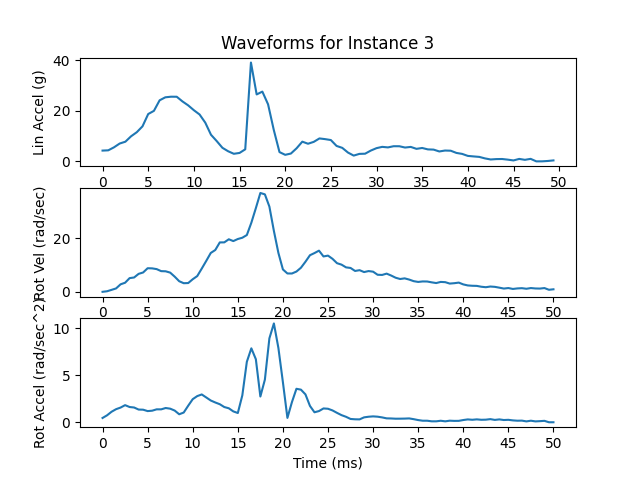 Waveforms for Instance 3
Lin Accel (g)
40
20
0
0 5 10 15 20 25 30 35 40 45 50
Rot Vel (rad/sec)
20
0
0 5 10 15 20 25 30 35 40 45 50
Rot Accel (rad/sec^2)
10
5
0
0 5 10 15 20 25 30 35 40 45 50
Time (ms)